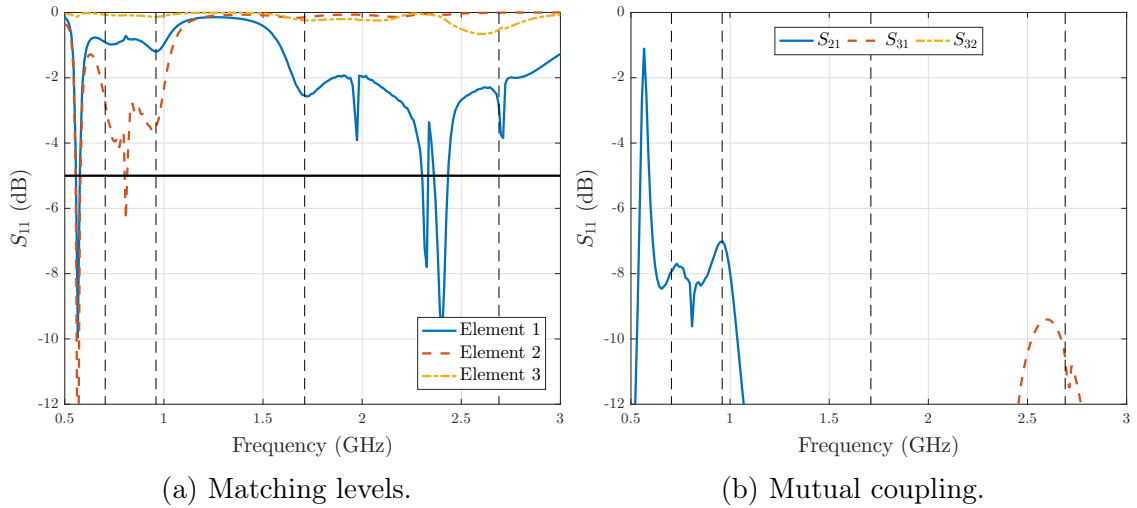 0
-2
-4
-6
-8
-10
-12
0.5
1
1.5
2
2.5
3
S11 (dB)
Frequency (GHz)
Element 1
Element 2
Element 3
(a) Matching levels.
0
-2
-4
-6
-8
-10
-12
0.5
1
1.5
2
2.5
3
S11 (dB)
Frequency (GHz)
S21 S31 S32
(b) Mutual coupling.